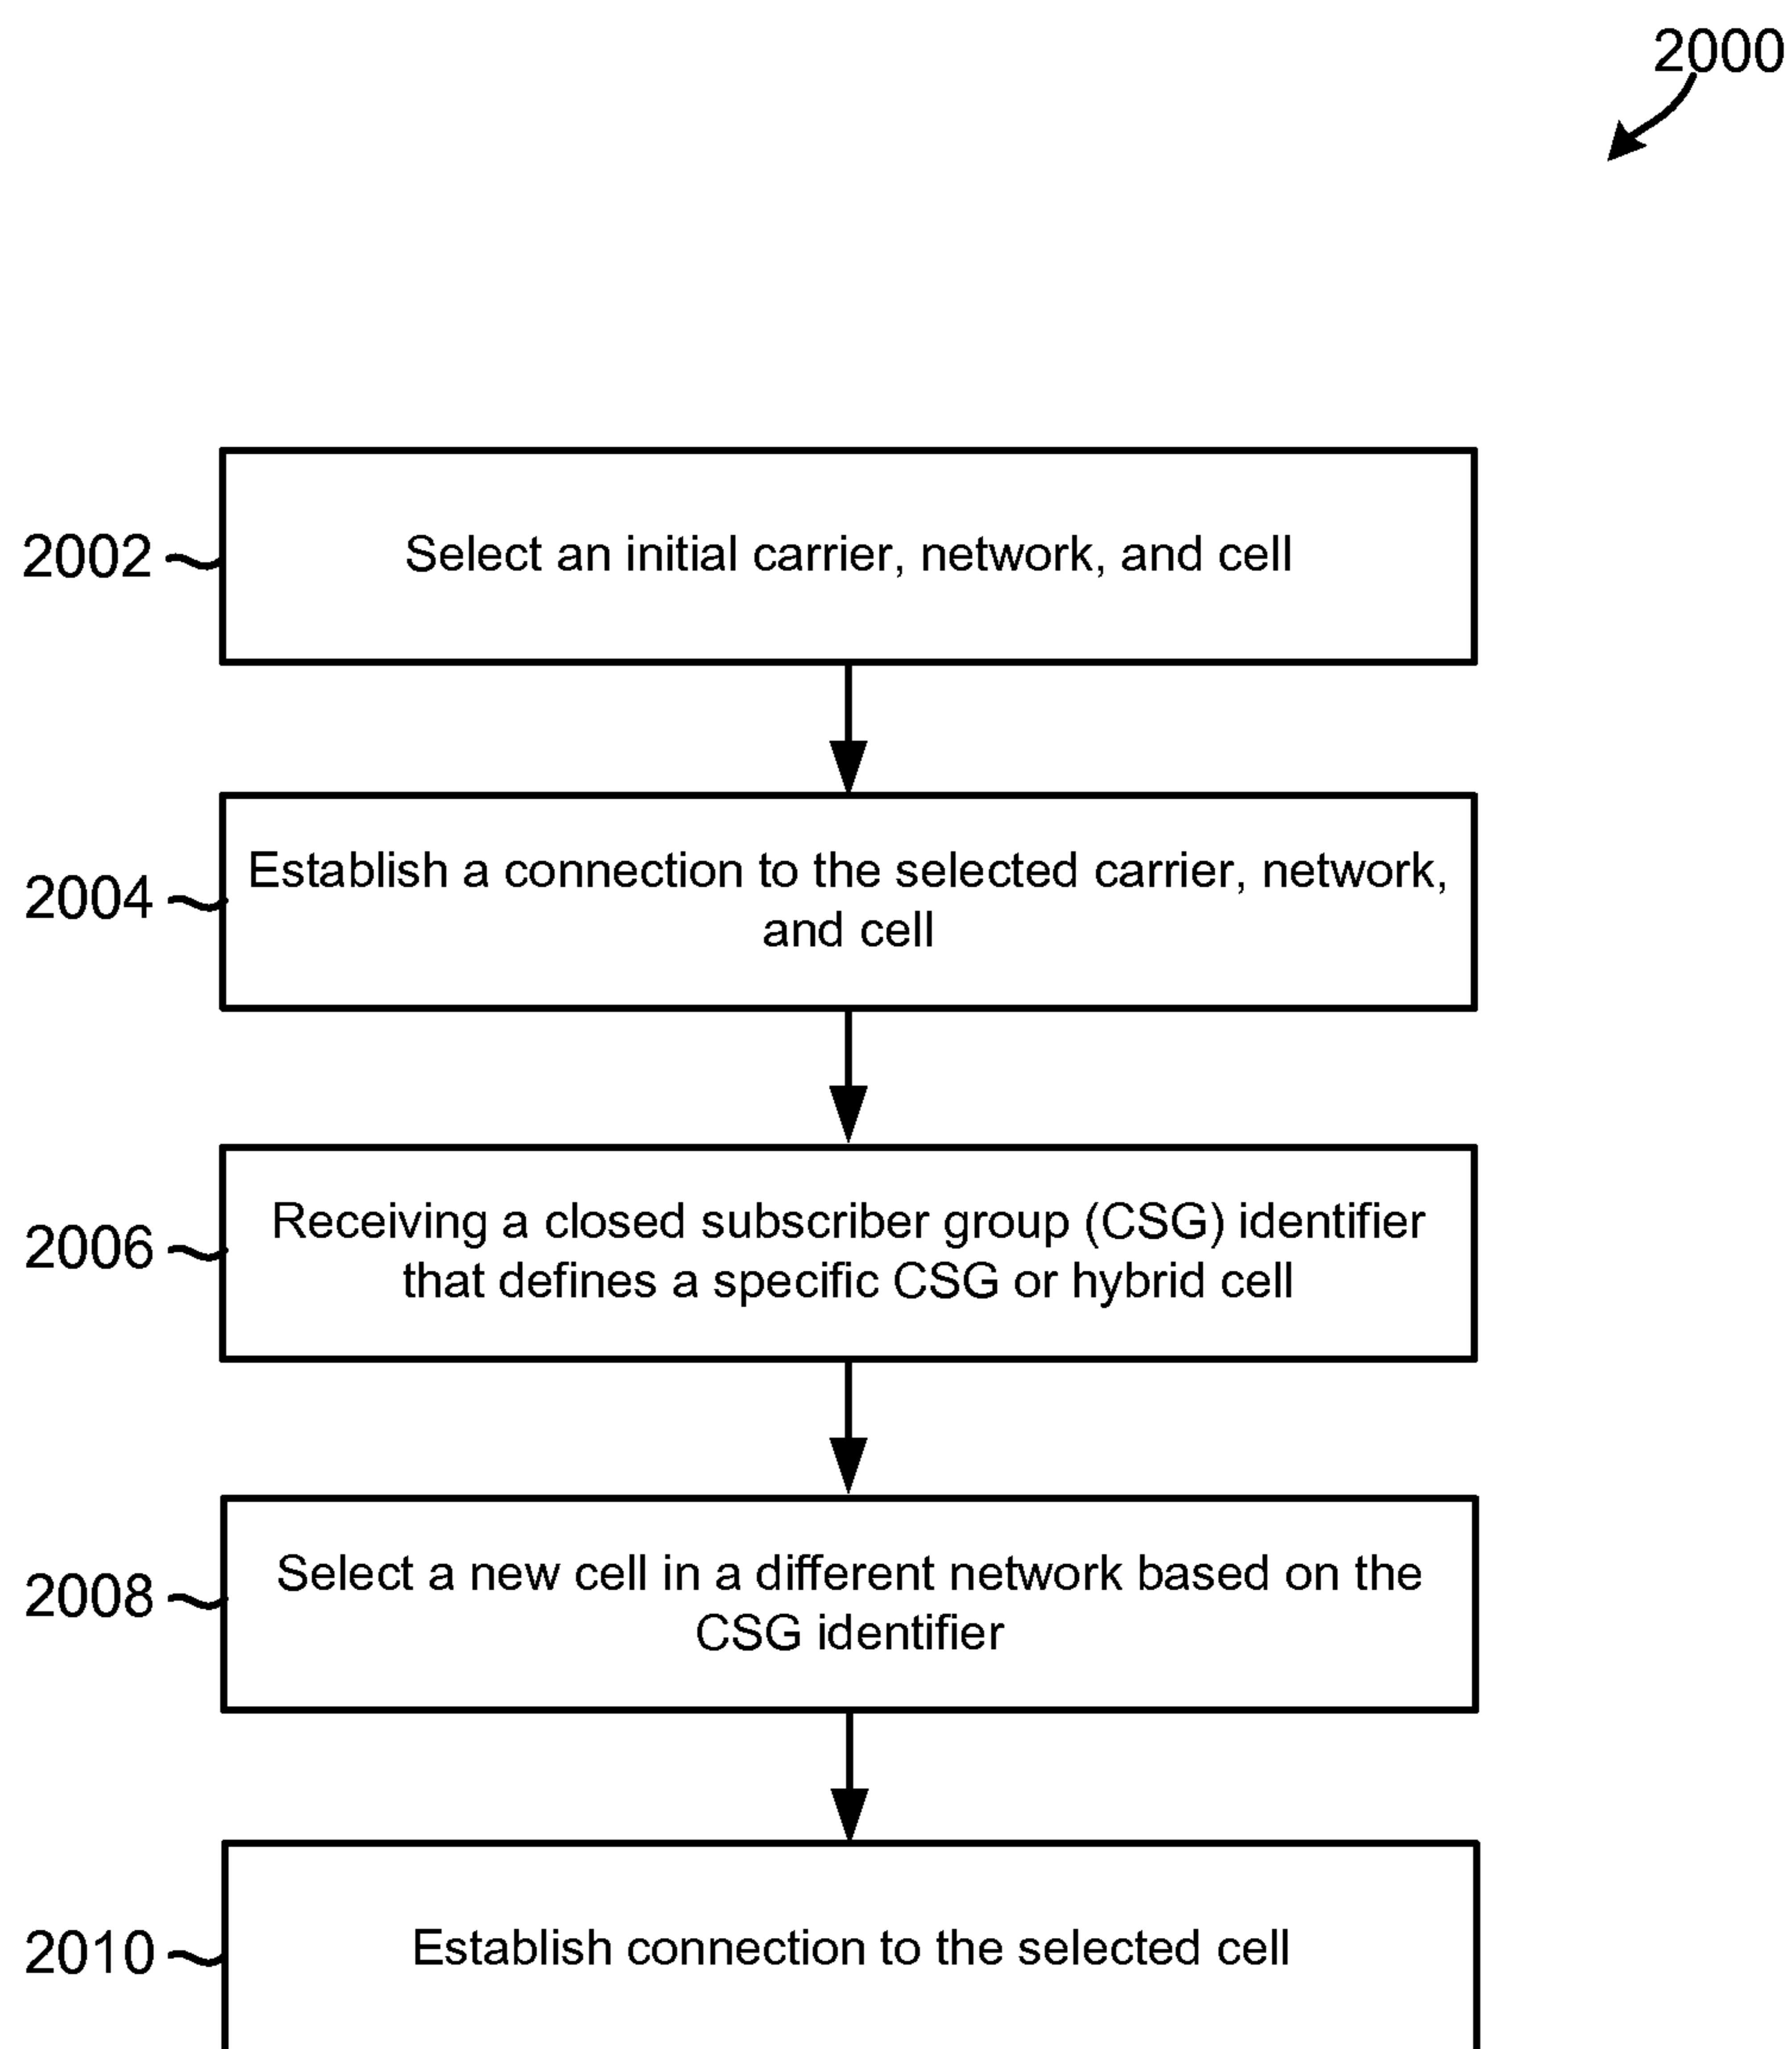 2000
2002
Select an initial carrier, network, and cell
2004
Establish a connection to the selected carrier, network,
and cell
2006
Receiving a closed subscriber group (CSG) identifier
that defines a specific CSG or hybrid cell
2008
Select a new cell in a different network based on the
CSG identifier
2010
Establish connection to the selected cell